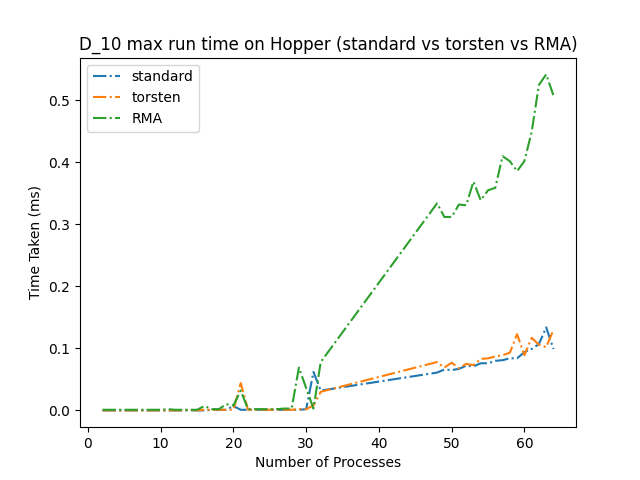 D_10 max run time on Hopper (standard vs torsten vs RMA)
standard
torsten
RMA
0.5
0.4
0.3
0.2
0.1
0.0
Time Taken (ms)
0 10 20 30 40 50 60
Number of Processes